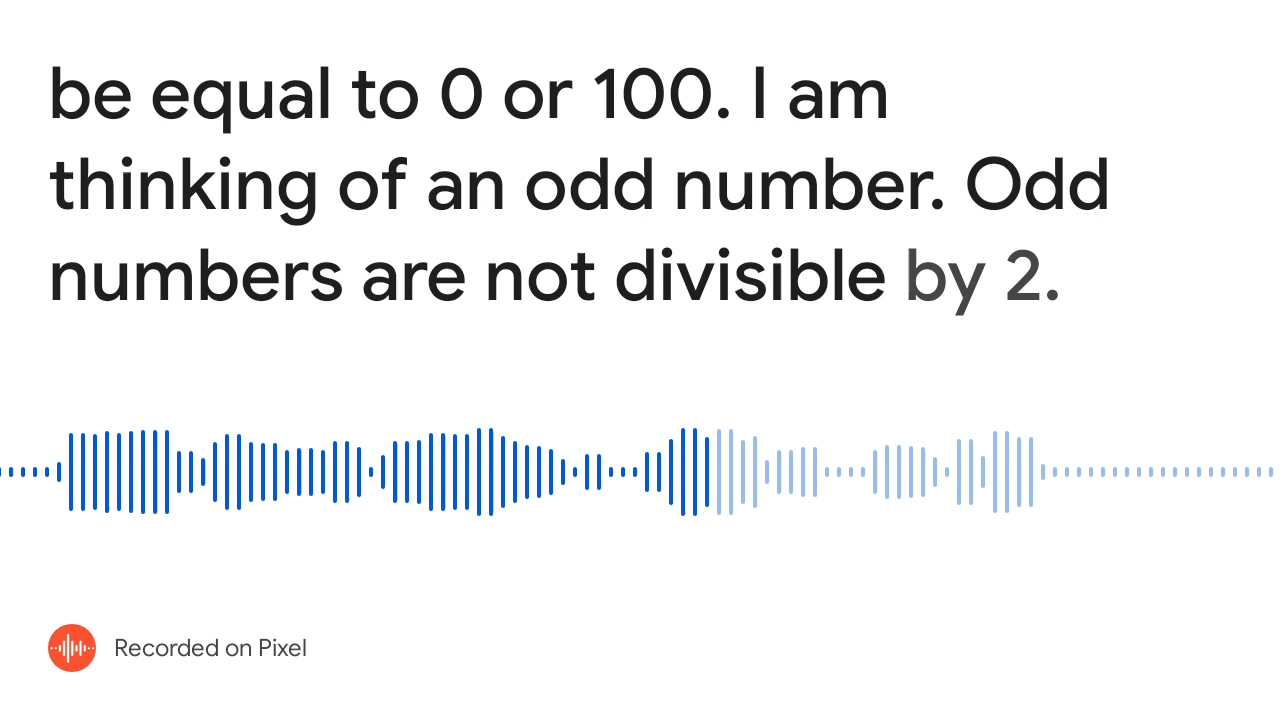 be equal to 0 or 100. I am
thinking of an odd number. Odd
numbers are not divisible by 2.
Recorded on Pixel